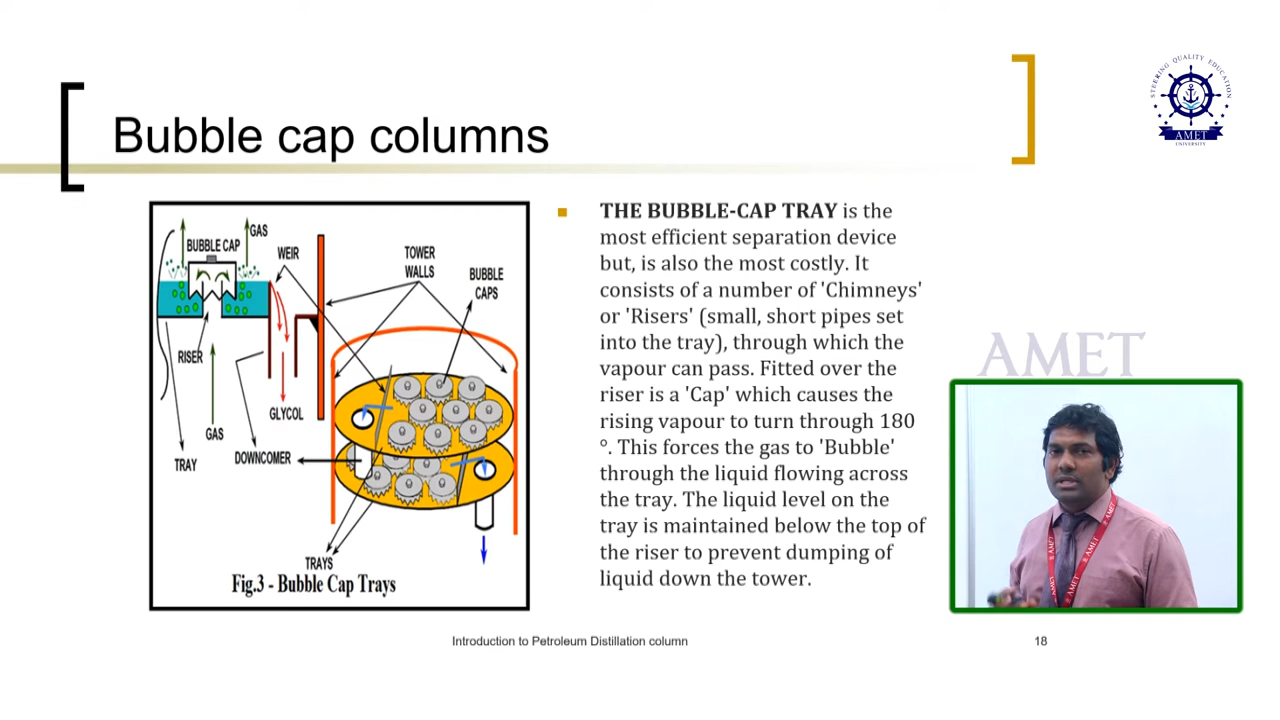 STEERING QUALITY EDUCATION
AMET
UNIVERSITY
Bubble cap columns
GAS
BUBBLE CAP
WEIR
TOWER
WALLS
BUBBLE
CAPS
RISER
GLYCOL
GAS
TRAY
DOWNCOMER
TRAYS
Fig.3 - Bubble Cap Trays
THE BUBBLE-CAP TRAY is the
most efficient separation device
but, is also the most costly. It
consists of a number of 'Chimneys'
or 'Risers' (small, short pipes set
into the tray), through which the
vapour can pass. Fitted over the
riser is a 'Cap' which causes the
rising vapour to turn through 180
°. This forces the gas to 'Bubble'
through the liquid flowing across
the tray. The liquid level on the
tray is maintained below the top of
the riser to prevent dumping of
liquid down the tower.
AMET
AMET
AMET
Introduction to Petroleum Distillation column
18